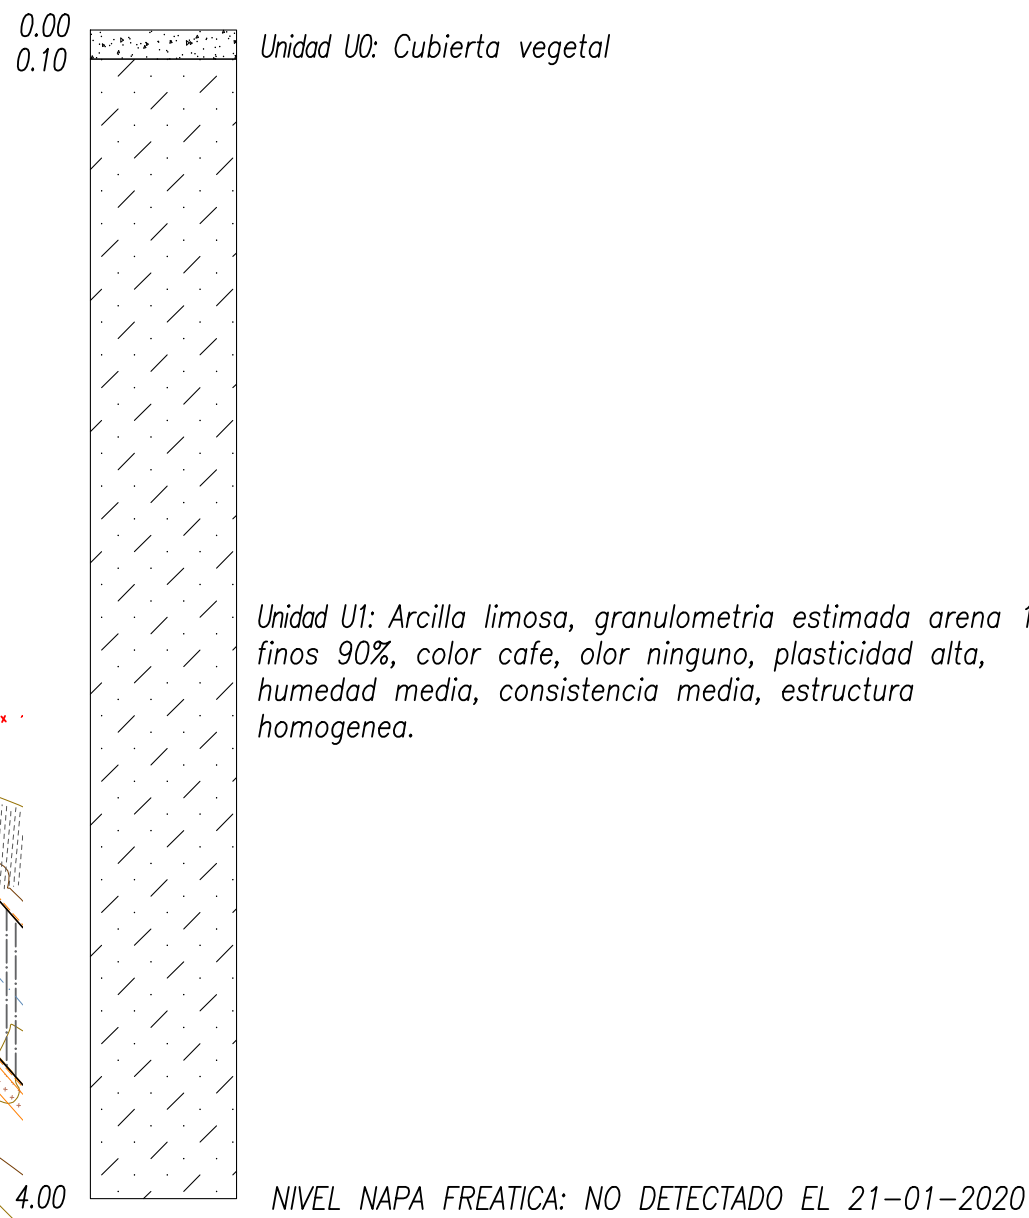 0.00
Unidad U0: Cubierta vegetal
0.10
Unidad U1: Arcilla limosa, granulometria estimada arena
finos 90%, color cafe, olor ninguno, plasticidad alta,
humedad media, consistencia media, estructura
homogenea.
4.00
NIVEL NAPA FREATICA: NO DETECTADO EL 21-01-2020